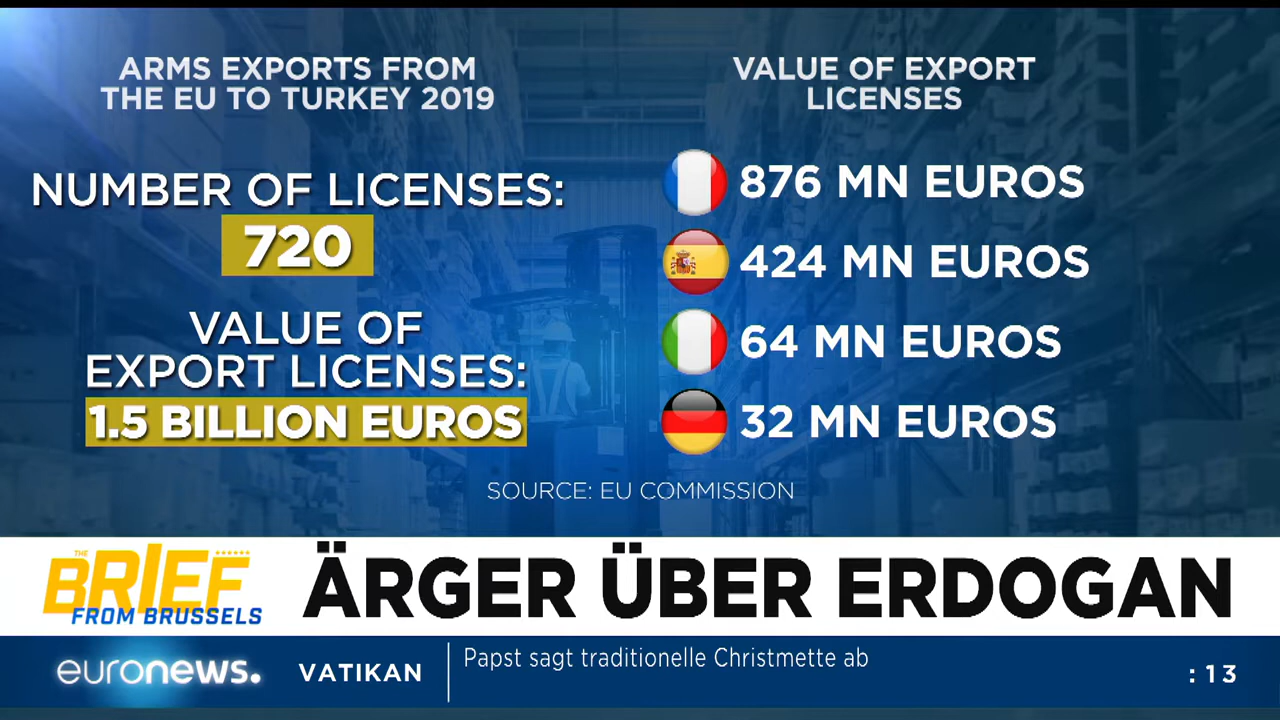 ARMS EXPORTS FROM
THE EU TO TURKEY 2019
NUMBER OF LICENSES:
720
VALUE OF
EXPORT LICENSES:
1.5 BILLION EUROS
VALUE OF EXPORT
LICENSES
876 MN EUROS
424 MN EUROS
64 MN EUROS
32 MN EUROS
SOURCE: EU COMMISSION
THE
BRIEF
FROM BRUSSELS
ÄRGER ÜBER ERDOGAN
euronews.
VATIKAN
Papst sagt traditionelle Christmette ab
:13